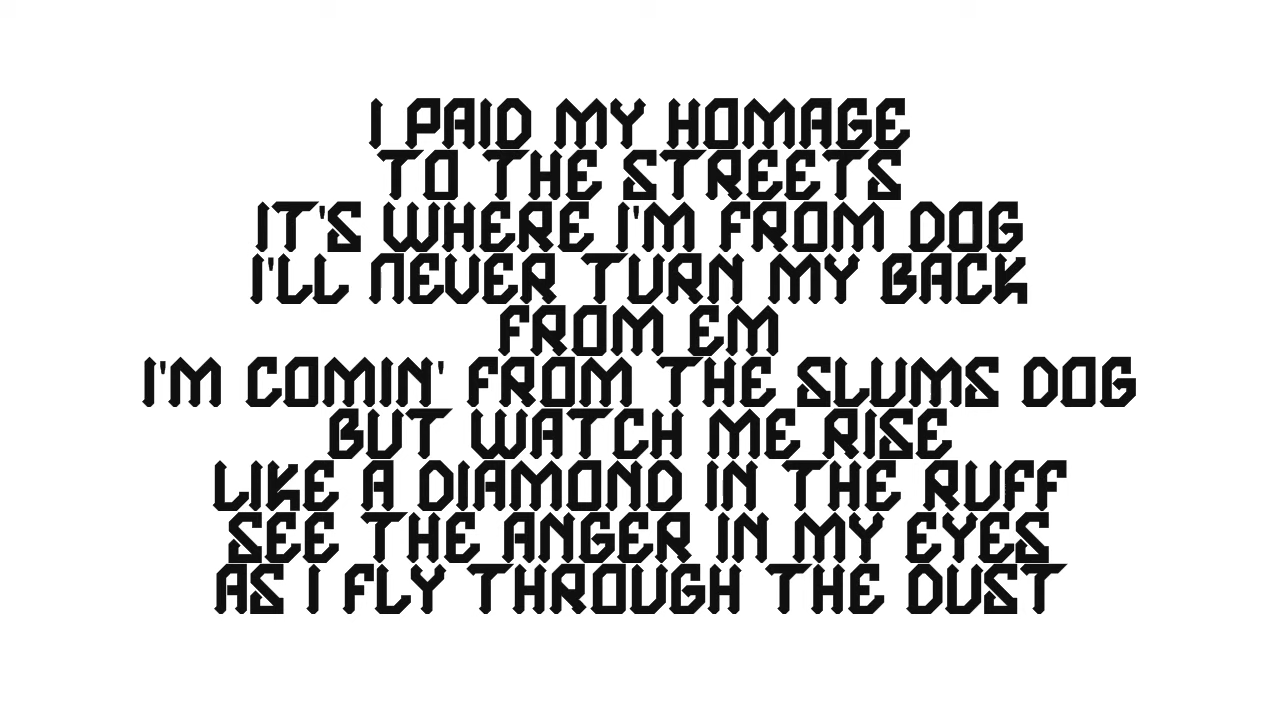 I PAID MY HOMAGE
TO THE STREETS
IT'S WHERE I'M FROM DOG
I'LL NEVER TURN MY BACK
FROM EM
I'M COMIN' FROM THE SLUMS DOG
BUT WATCH ME RISE
LIKE A DIAMOND IN THE RUFF
SEE THE ANGER IN MY EYES
AS I FLY THROUGH THE DUST